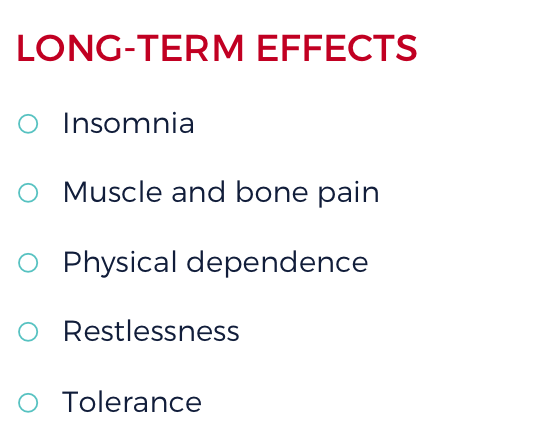 LONG-TERM EFFECTS
Insomnia
Muscle and bone pain
Physical dependence
Restlessness
Tolerance